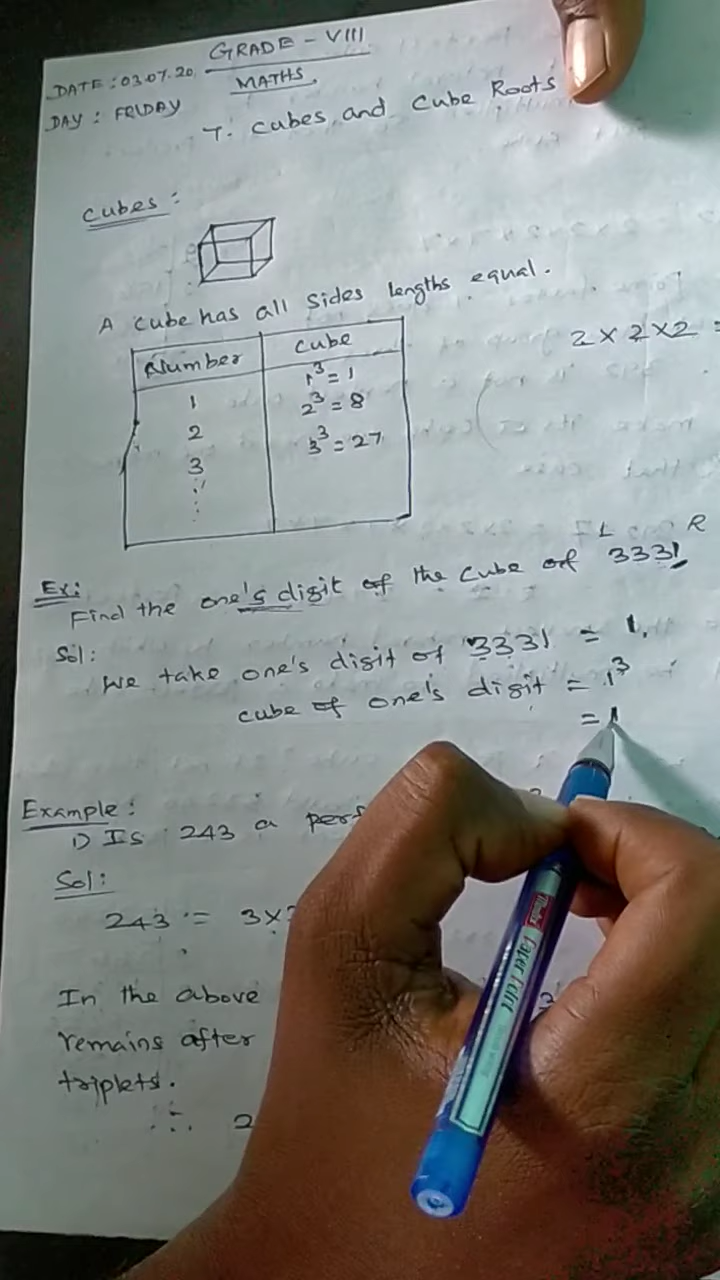 GRADE - VIII
DATE : 03.07.20.
MATHS.
DAY : FRIDAY
7. Cubes and Cube Roots
Cubes :
A cube has all sides lengths equal.
Number Cube
1 1³ = 1
2 2³ = 8
3 3³ = 27
2 × 2 × 2 =
L R
Ex:
Find the one's digit of the cube of 3331
Sol:
We take one's digit of 3331 = 1.
cube of one's digit = 1³
= 1
Example:
1) Is 243 a
Sol:
243 = 3×
In the above
remains after
triplets.
∴ 2